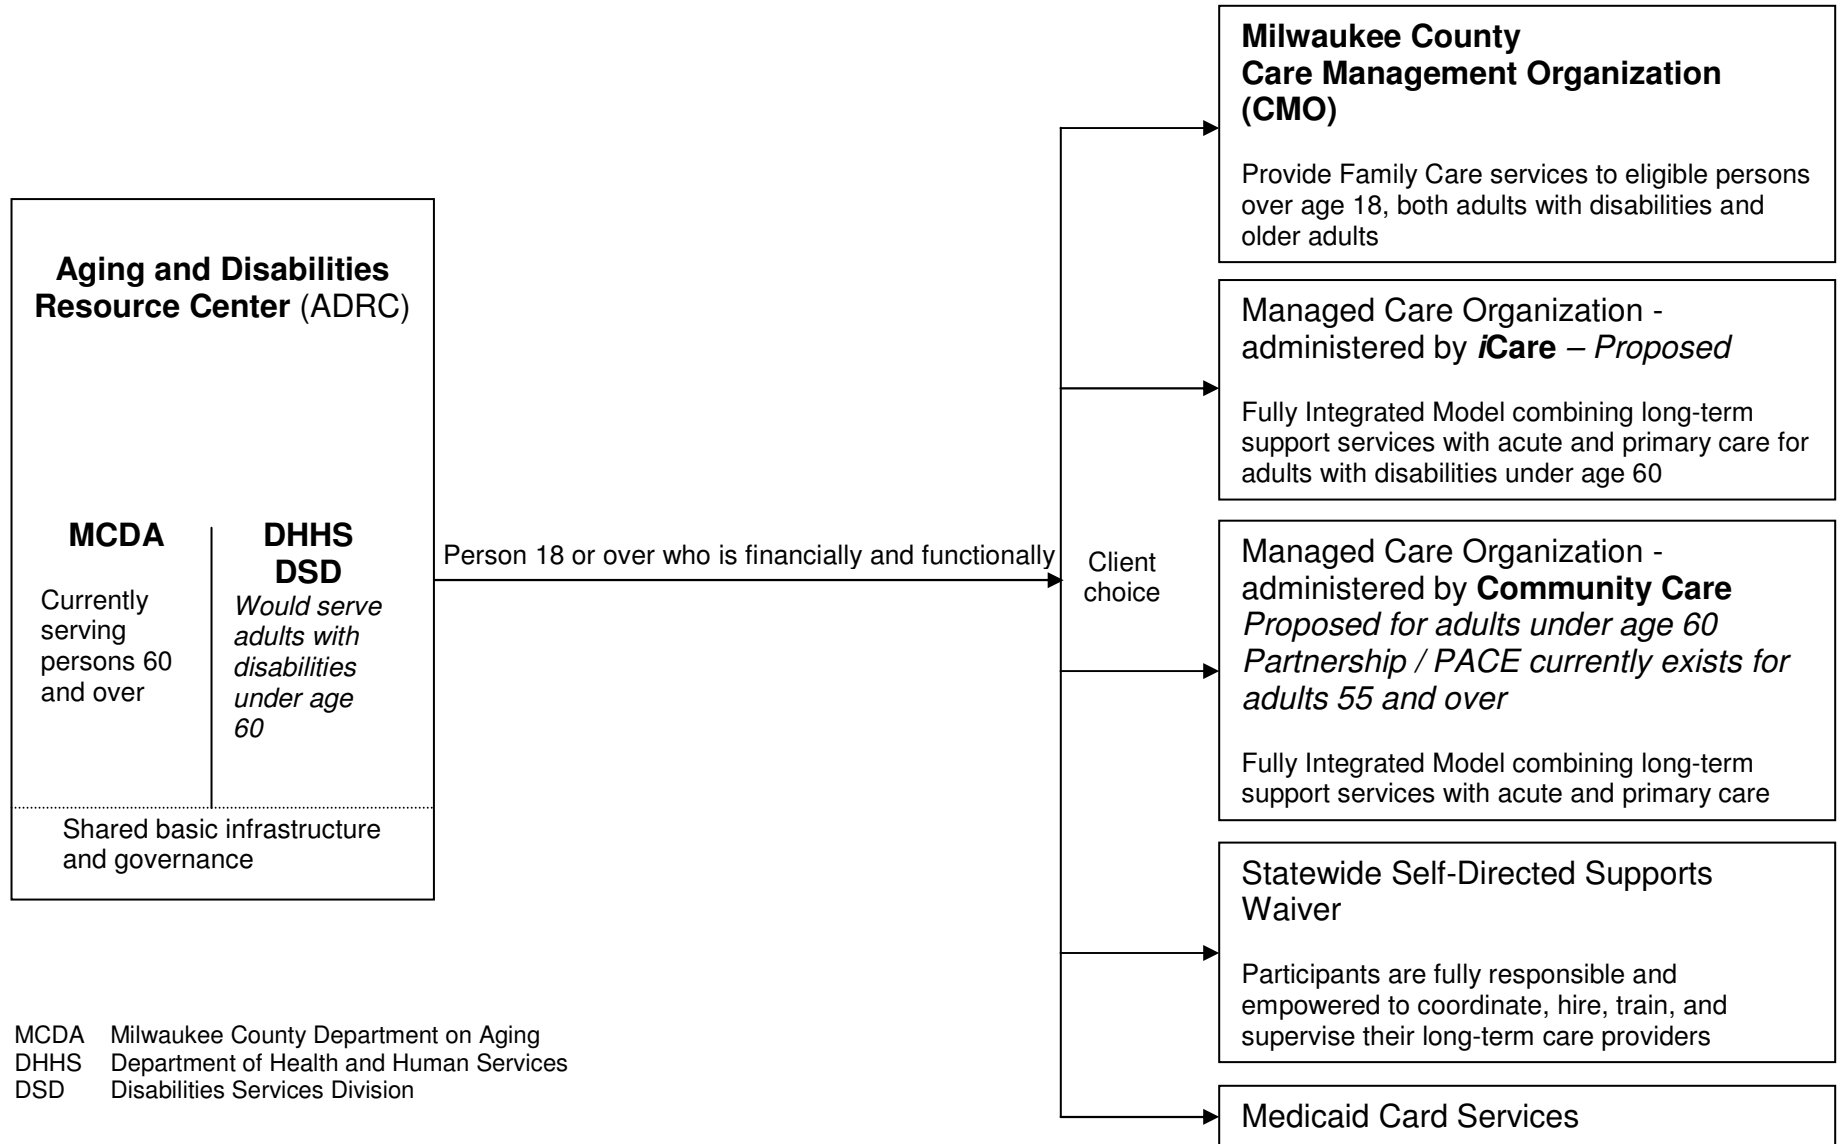 Aging and Disabilities
Resource Center (ADRC)
MCDA
Currently
serving
persons 60
and over
DHHS
DSD
Would serve
adults with
disabilities
under age
60
Shared basic infrastructure
and governance
Person 18 or over who is financially and functionally
Client
choice
Milwaukee County
Care Management Organization
(CMO)
Provide Family Care services to eligible persons
over age 18, both adults with disabilities and
older adults
Managed Care Organization -
administered by iCare – Proposed
Fully Integrated Model combining long-term
support services with acute and primary care for
adults with disabilities under age 60
Managed Care Organization -
administered by Community Care
Proposed for adults under age 60
Partnership / PACE currently exists for
adults 55 and over
Fully Integrated Model combining long-term
support services with acute and primary care
Statewide Self-Directed Supports
Waiver
Participants are fully responsible and
empowered to coordinate, hire, train, and
supervise their long-term care providers
Medicaid Card Services
MCDA Milwaukee County Department on Aging
DHHS Department of Health and Human Services
DSD Disabilities Services Division